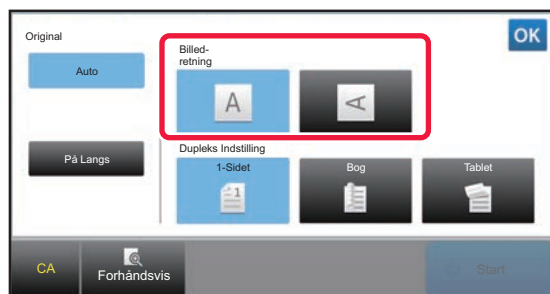 Original
OK
Billed-
retning
Auto
A
A
På Langs
Dupleks Indstilling
1-Sidet
Bog
Tablet
1
CA
Forhåndsvis
Start